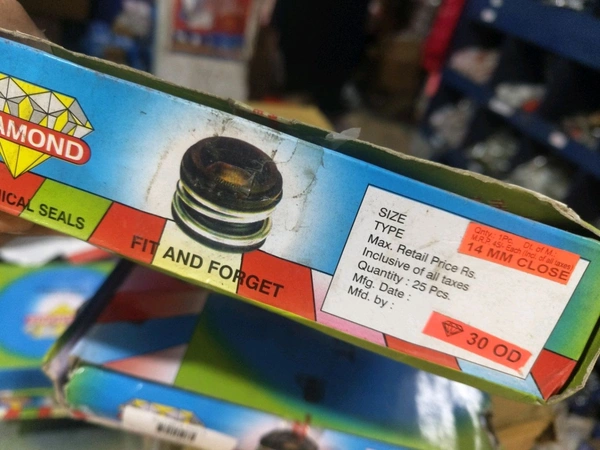 AMOND
ICAL SEALS
FIT AND FORGET
SIZE
TYPE
Max. Retail Price Rs.
Inclusive of all taxes
Quantity : 25 Pcs.
Mfg. Date :
Mfd. by :
14 MM CLOSE
30 OD